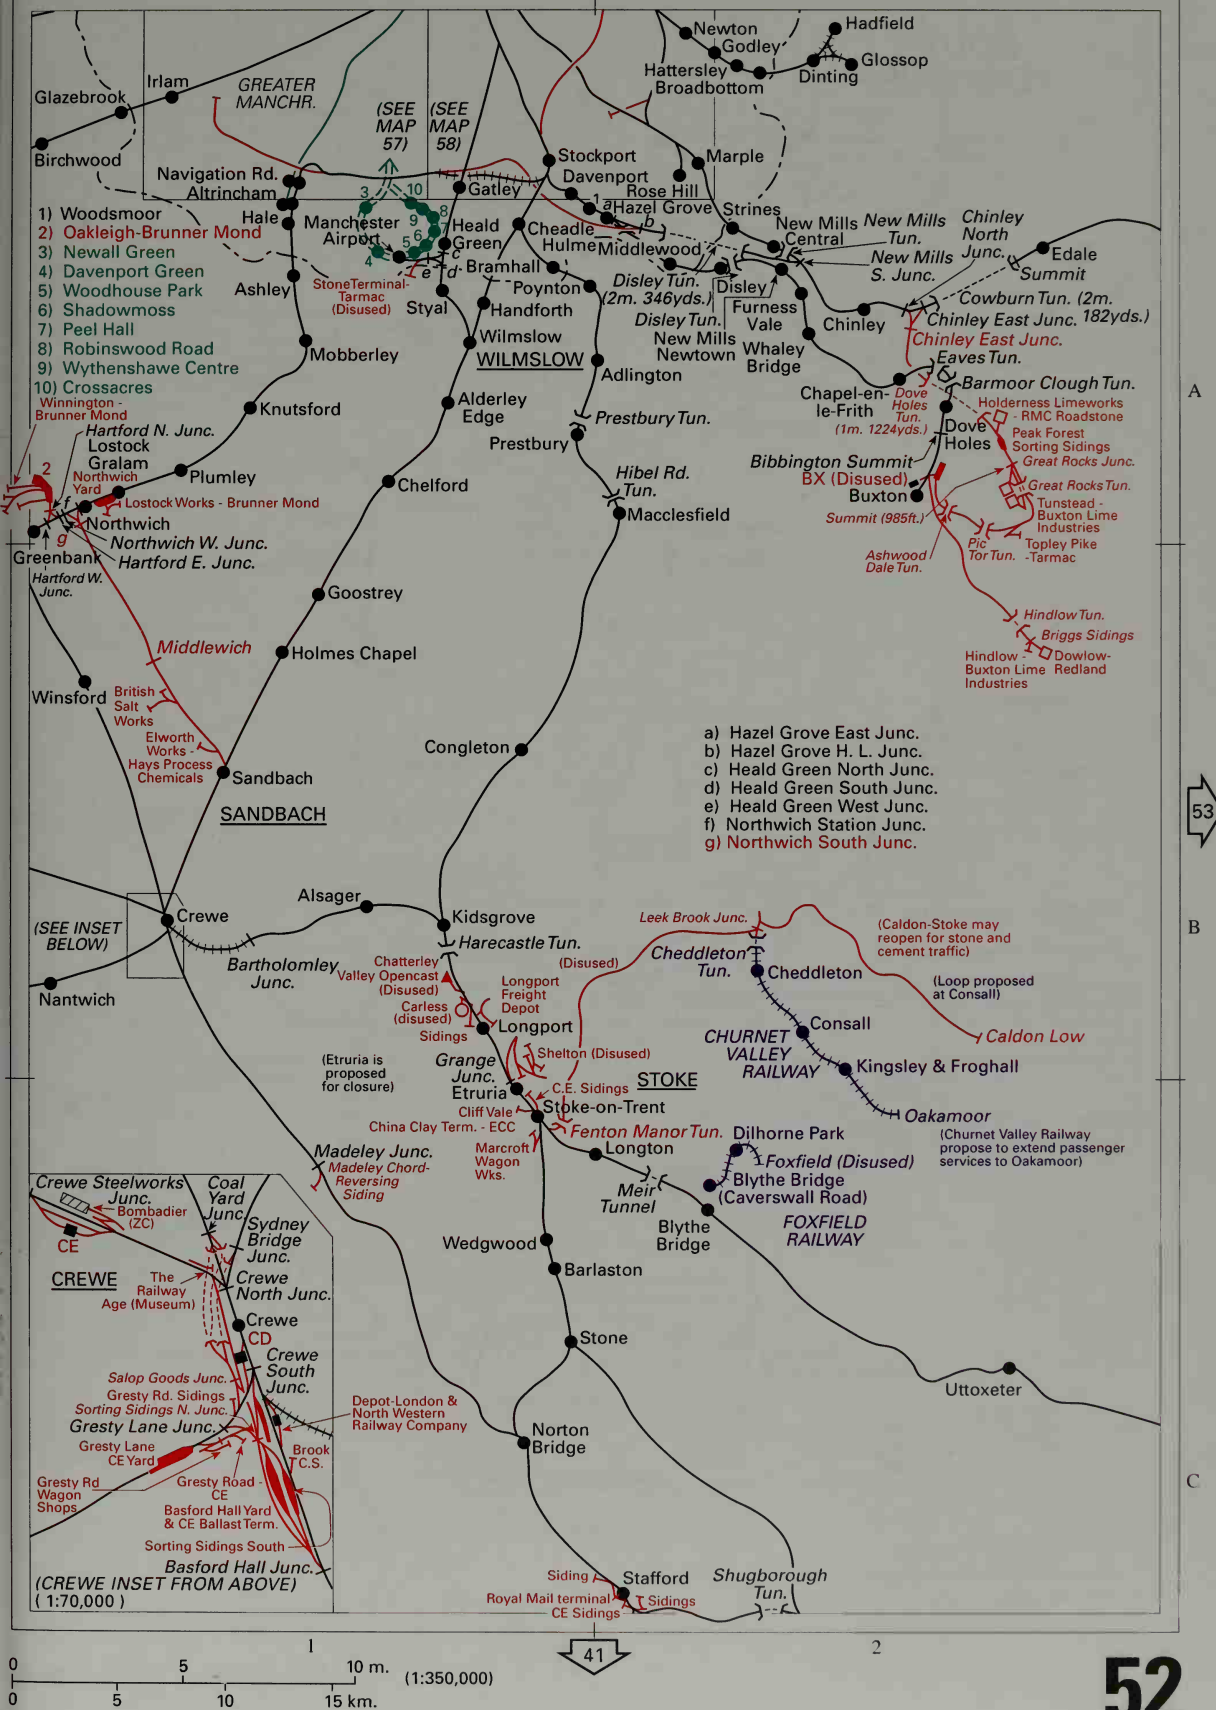 Hadfield
Newton
Godley
Glossop
Hattersley
Dinting
Broadbottom
Irlam
GREATER
MANCHR.
Glazebrook
(SEE
MAP
57)
(SEE
MAP
58)
Birchwood
Stockport
Marple
Davenport
Navigation Rd.
Altrincham
Gatley
Rose Hill
3
10
1
a
Hazel Grove
Strines
b
1) Woodsmoor
2) Oakleigh-Brunner Mond
3) Newall Green
4) Davenport Green
5) Woodhouse Park
6) Shadowmoss
7) Peel Hall
8) Robinswood Road
9) Wythenshawe Centre
10) Crossacres
Hale
Manchester
Airport
9
8
7
6
5
4
Heald
Green
c
d
e
Cheadle
Hulme
Middlewood
New Mills
Central
New Mills
Tun.
New Mills
S. Junc.
Chinley
North
Junc.
Edale
Summit
Ashley
Stone Terminal-
Tarmac
(Disused)
Styal
Bramhall
Poynton
Handforth
Disley Tun.
(2m. 346yds.)
Disley
Disley Tun.
New Mills
Newtown
Furness
Vale
Whaley
Bridge
Chinley
Cowburn Tun. (2m.
182yds.)
Chinley East Junc.
Chinley East Junc.
Eaves Tun.
Mobberley
Wilmslow
WILMSLOW
Adlington
Chapel-en-
le-Frith
Dove
Holes
Tun.
(1m. 1224yds.)
Barmoor Clough Tun.
A
Holderness Limeworks
- RMC Roadstone
Winnington -
Brunner Mond
Knutsford
Alderley
Edge
Prestbury Tun.
Prestbury
Dove
Holes
Peak Forest
Sorting Sidings
Great Rocks Junc.
Hartford N. Junc.
Lostock
Gralam
2
Northwich
Yard
Plumley
Chelford
Hibel Rd.
Tun.
Bibbington Summit
BX (Disused)
Buxton
Great Rocks Tun.
f
Lostock Works - Brunner Mond
Northwich
g
Northwich W. Junc.
Greenbank
Hartford E. Junc.
Hartford W.
Junc.
Macclesfield
Summit (985ft.)
Tunstead -
Buxton Lime
Industries
Pic
Tor Tun.
Topley Pike
-Tarmac
Ashwood
Dale Tun.
Goostrey
Hindlow Tun.
Briggs Sidings
Middlewich
Holmes Chapel
Hindlow -
Buxton Lime
Industries
Dowlow-
Redland
Winsford
British
Salt
Works
Elworth
Works -
Hays Process
Chemicals
Sandbach
SANDBACH
Congleton
a) Hazel Grove East Junc.
b) Hazel Grove H. L. Junc.
c) Heald Green North Junc.
d) Heald Green South Junc.
e) Heald Green West Junc.
f) Northwich Station Junc.
g) Northwich South Junc.
53
Alsager
Crewe
Kidsgrove
Leek Brook Junc.
(Caldon-Stoke may
reopen for stone and
cement traffic)
B
(SEE INSET
BELOW)
Harecastle Tun.
Cheddleton
Tun.
Cheddleton
(Disused)
Bartholomley
Junc.
Chatterley
Valley Opencast
(Disused)
Longport
Freight
Depot
(Loop proposed
at Consall)
Nantwich
Carless
(disused)
Sidings
Longport
Consall
Caldon Low
CHURNET
VALLEY
RAILWAY
(Etruria is
proposed
for closure)
Grange
Junc.
Etruria
Shelton (Disused)
STOKE
Kingsley & Froghall
C.E. Sidings
Stoke-on-Trent
Cliff Vale
China Clay Term. - ECC
Oakamoor
Fenton Manor Tun.
Dilhorne Park
(Churnet Valley Railway
propose to extend passenger
services to Oakamoor)
Madeley Junc.
Madeley Chord-
Reversing
Siding
Marcroft
Wagon
Wks.
Longton
Foxfield (Disused)
Blythe Bridge
(Caverswall Road)
Meir
Tunnel
Blythe
Bridge
FOXFIELD
RAILWAY
Crewe Steelworks
Junc.
Bombadier
(ZC)
CE
Coal
Yard
Junc.
Sydney
Bridge
Junc.
Wedgwood
Barlaston
CREWE
The
Railway
Age (Museum)
Crewe
North Junc.
Crewe
CD
Stone
Crewe
South
Junc.
Salop Goods Junc.
Gresty Rd. Sidings
Sorting Sidings N. Junc.
Gresty Lane Junc.
Depot-London &
North Western
Railway Company
Uttoxeter
Norton
Bridge
Gresty Lane
CE Yard
Brook
C.S.
Gresty Rd
Wagon
Shops
Gresty Road -
CE
Basford Hall Yard
& CE Ballast Term.
C
Sorting Sidings South
Basford Hall Junc.
(CREWE INSET FROM ABOVE)
( 1:70,000 )
Siding
Stafford
Shugborough
Tun.
Royal Mail terminal
CE Sidings
Sidings
1
2
41
0 5 10 m.
(1:350,000)
0 5 10 15 km.
52